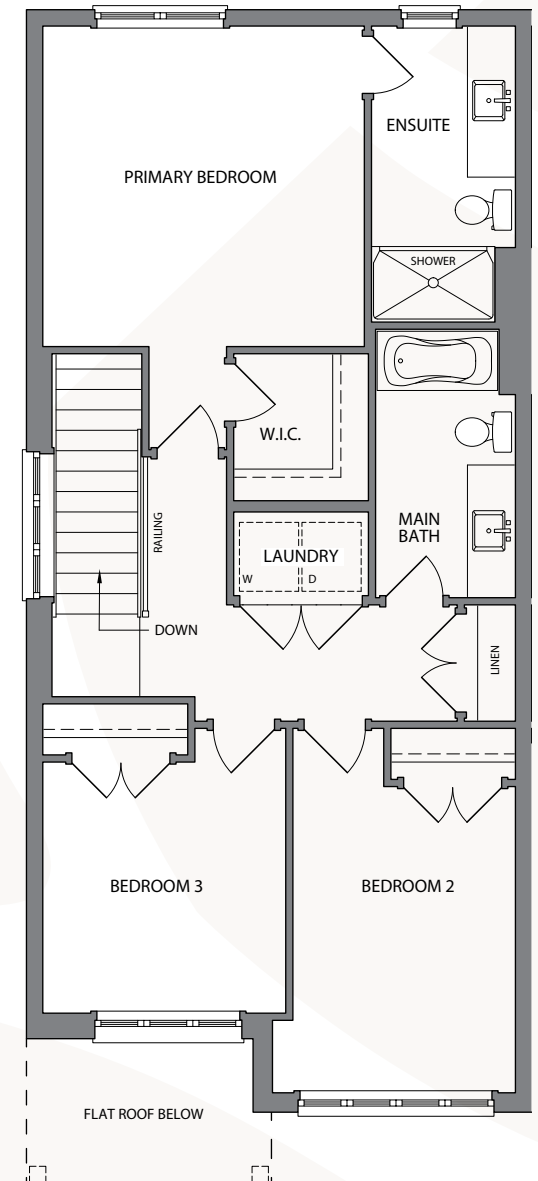 ENSUITE
PRIMARY BEDROOM
SHOWER
W.I.C.
MAIN
BATH
RAILING
LAUNDRY
W
D
DOWN
LINEN
BEDROOM 3
BEDROOM 2
FLAT ROOF BELOW